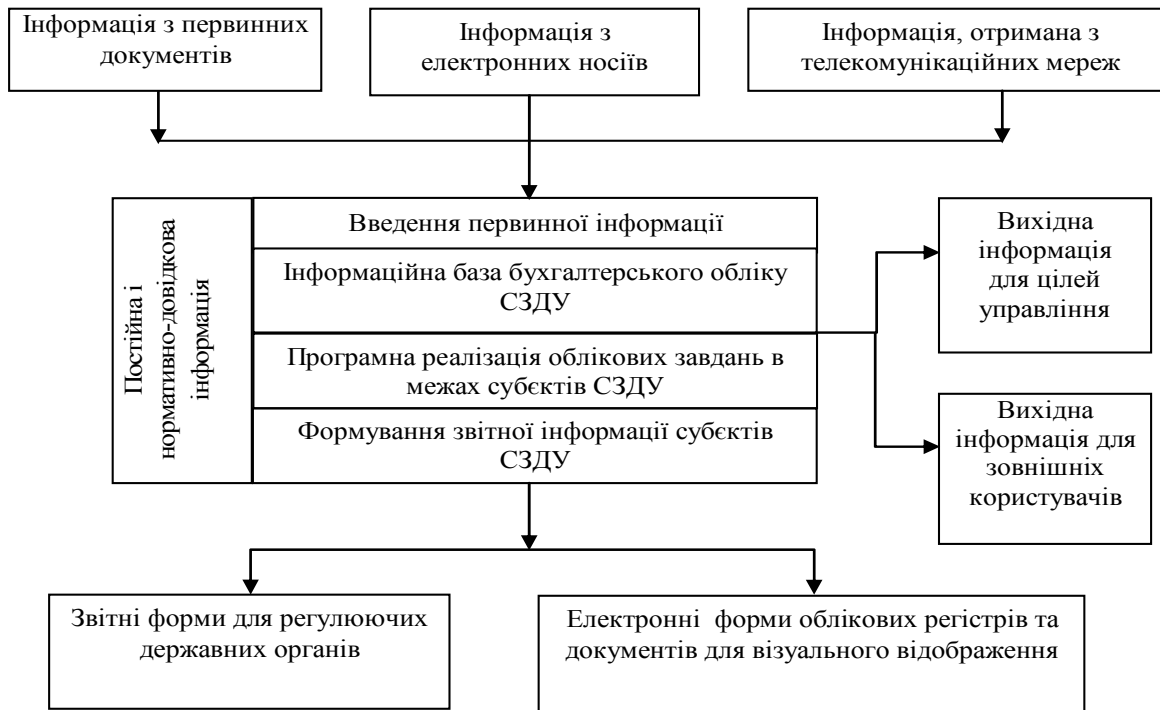 Інформація з первинних
документів
Інформація з
електронних носіїв
Інформація, отримана з
телекомунікаційних мереж
Постійна і
нормативно-довідкова
інформація
Введення первинної інформації
Інформаційна база бухгалтерського обліку
СЗДУ
Програмна реалізація облікових завдань в
межах субєктів СЗДУ
Формування звітної інформації субєктів
СЗДУ
Вихідна
інформація
для цілей
управління
Вихідна
інформація для
зовнішніх
користувачів
Звітні форми для регулюючих
державних органів
Електронні форми облікових регістрів та
документів для візуального відображення